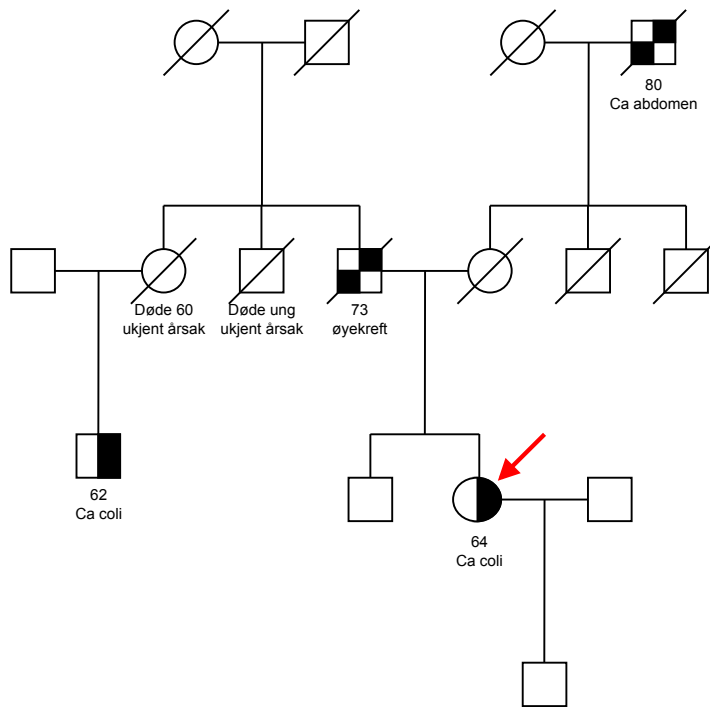 80
Ca abdomen
Døde 60
ukjent årsak
Døde ung
ukjent årsak
73
øyekreft
62
Ca coli
64
Ca coli